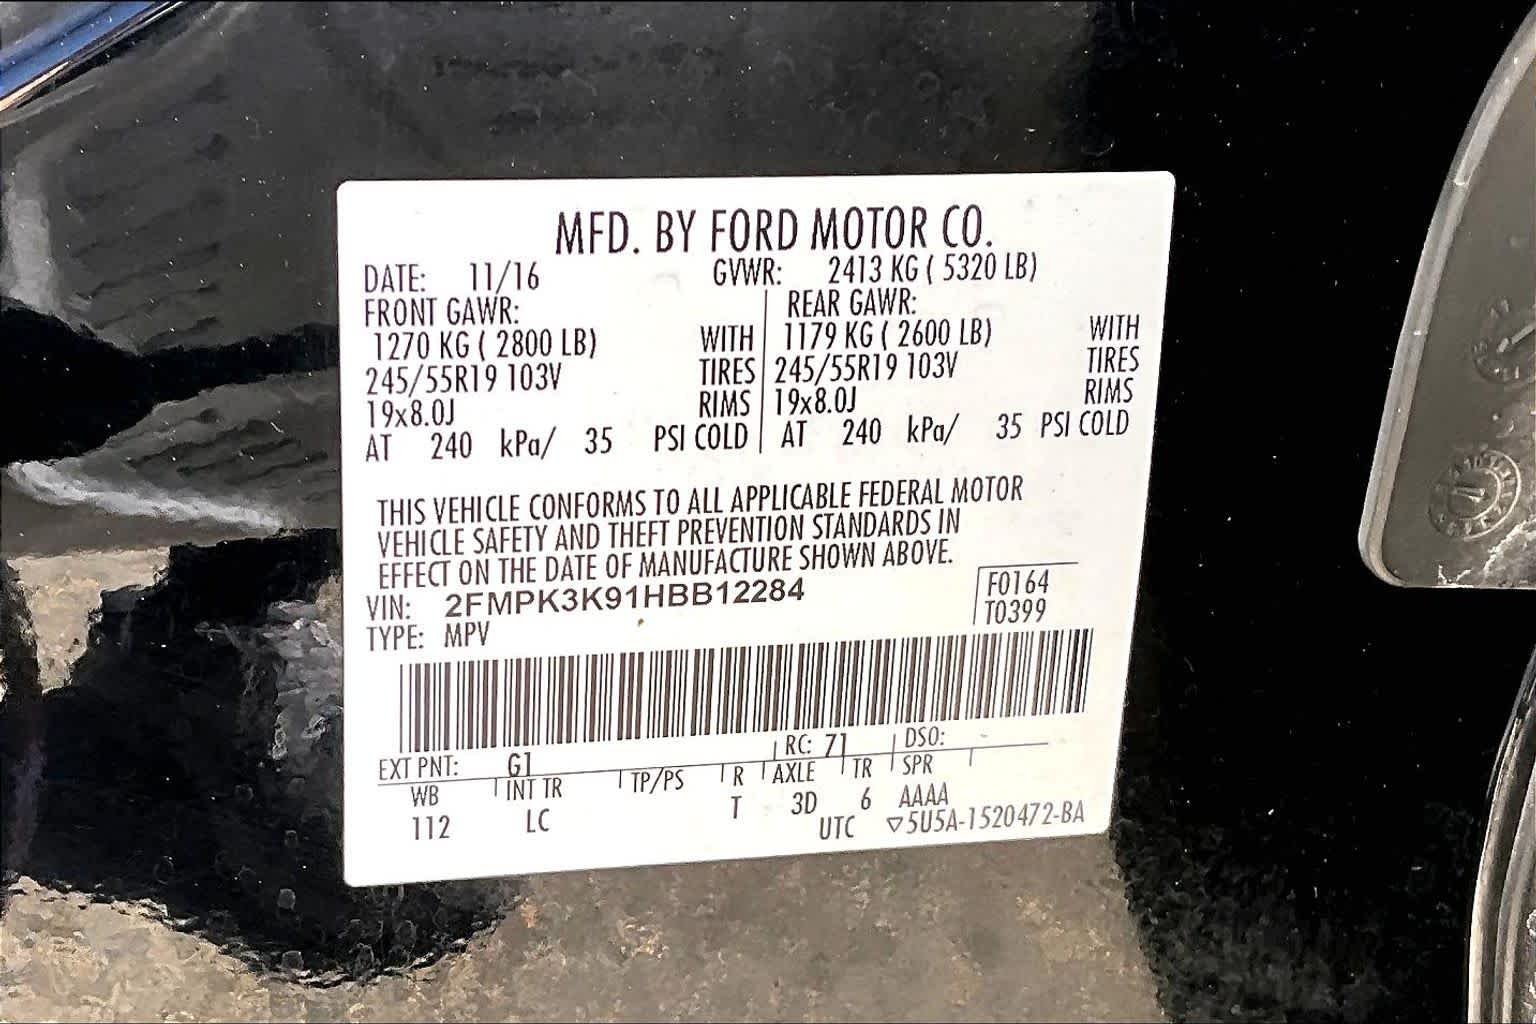 MFD. BY FORD MOTOR CO.
DATE: 11/16 GVWR: 2413 KG ( 5320 LB)
FRONT GAWR: REAR GAWR:
1270 KG ( 2800 LB) WITH 1179 KG ( 2600 LB) WITH
245/55R19 103V TIRES 245/55R19 103V TIRES
19x8.0J RIMS 19x8.0J RIMS
AT 240 kPa/ 35 PSI COLD AT 240 kPa/ 35 PSI COLD
THIS VEHICLE CONFORMS TO ALL APPLICABLE FEDERAL MOTOR
VEHICLE SAFETY AND THEFT PREVENTION STANDARDS IN
EFFECT ON THE DATE OF MANUFACTURE SHOWN ABOVE.
VIN: 2FMPK3K91HBB12284 F0164
TYPE: MPV T0399
EXT PNT: G1 RC: 71 DSO:
WB INT TR TP/PS R AXLE TR SPR
112 LC T 3D 6 AAAA
UTC ▽5U5A-1520472-BA